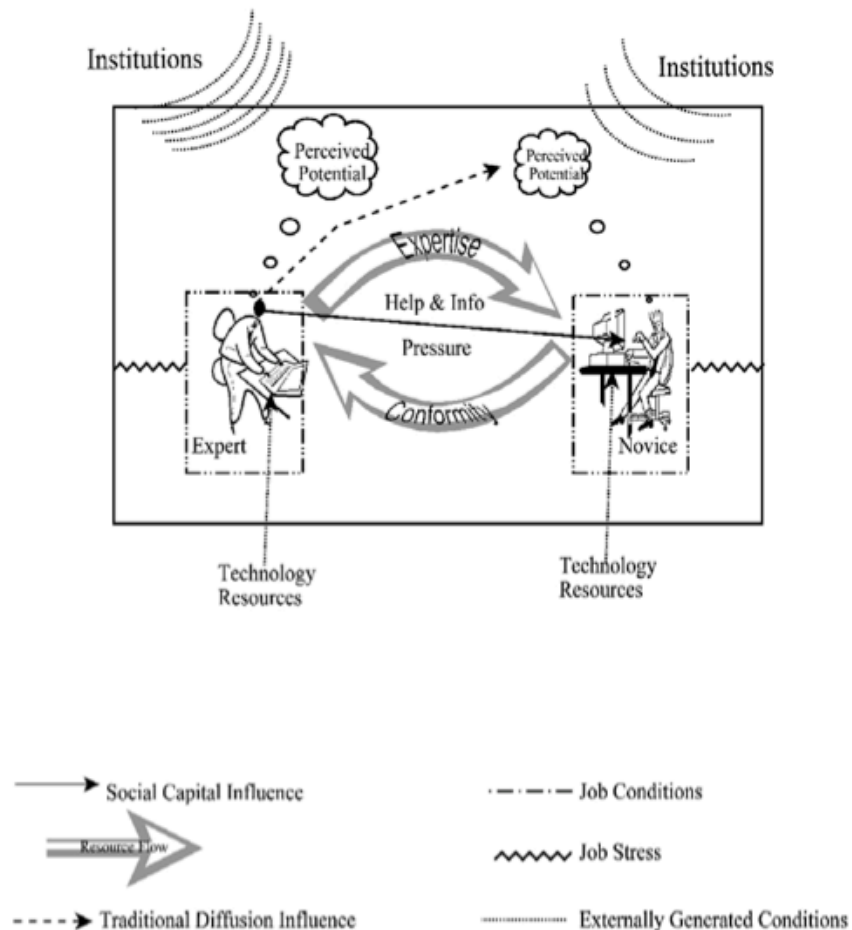 Institutions
Institutions
Perceived
Potential
Perceived
Potential
Expertise
Help & Info
Pressure
Conformity
Expert
Novice
Technology
Resources
Technology
Resources
Social Capital Influence
Job Conditions
Resource Flow
Job Stress
Traditional Diffusion Influence
Externally Generated Conditions